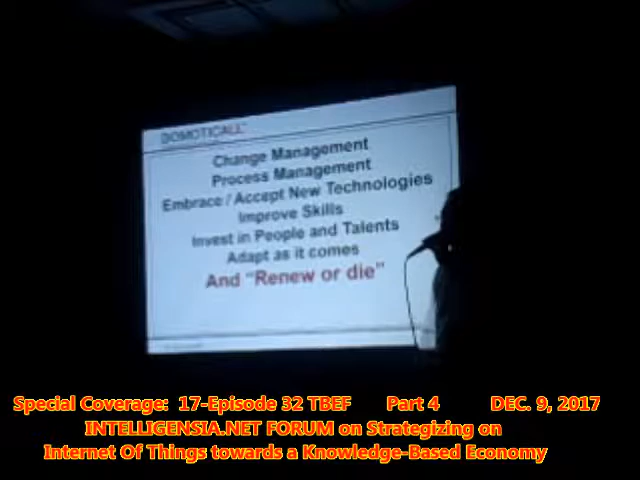 DOMOTICALL
Change Management
Process Management
Embrace / Accept New Technologies
Improve Skills
Invest in People and Talents
Adapt as it comes
And "Renew or die"
Special Coverage: 17-Episode 32 TBEF Part 4 DEC. 9, 2017
INTELLIGENSIA.NET FORUM on Strategizing on
Internet Of Things towards a Knowledge-Based Economy